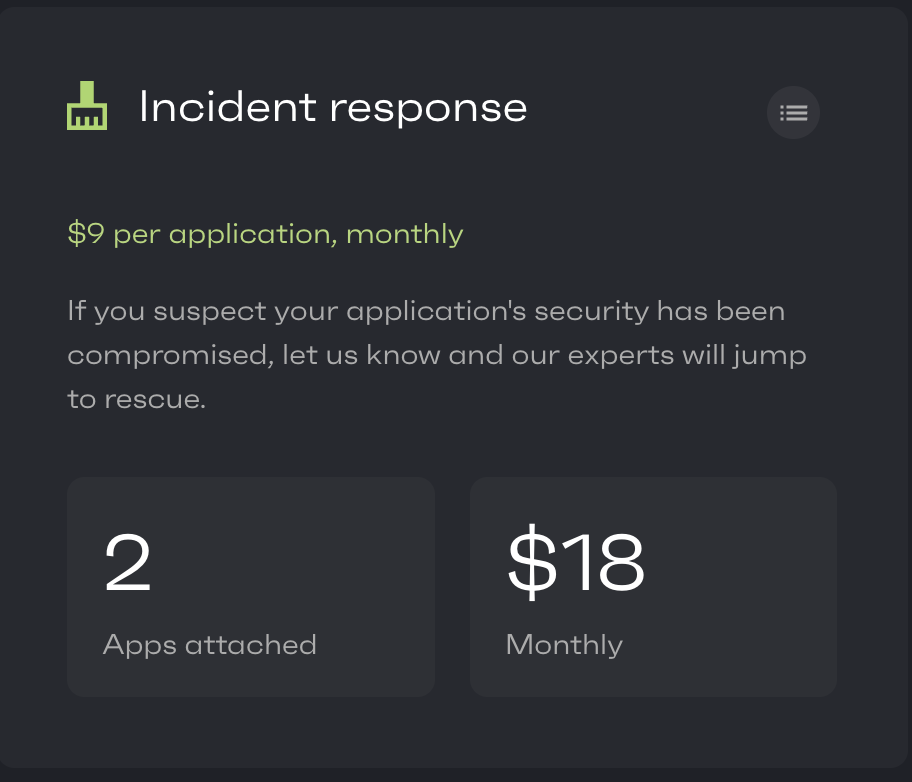 Incident response
$9 per application, monthly
If you suspect your application's security has been
compromised, let us know and our experts will jump
to rescue.
2
Apps attached
$18
Monthly